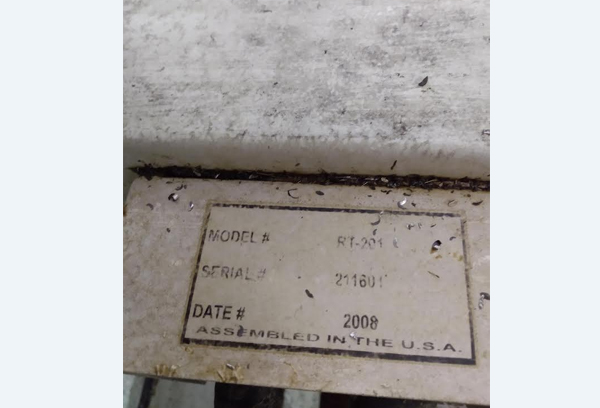 MODEL # RT-201
SERIAL # 211601
DATE # 2008
ASSEMBLED IN THE U.S.A.